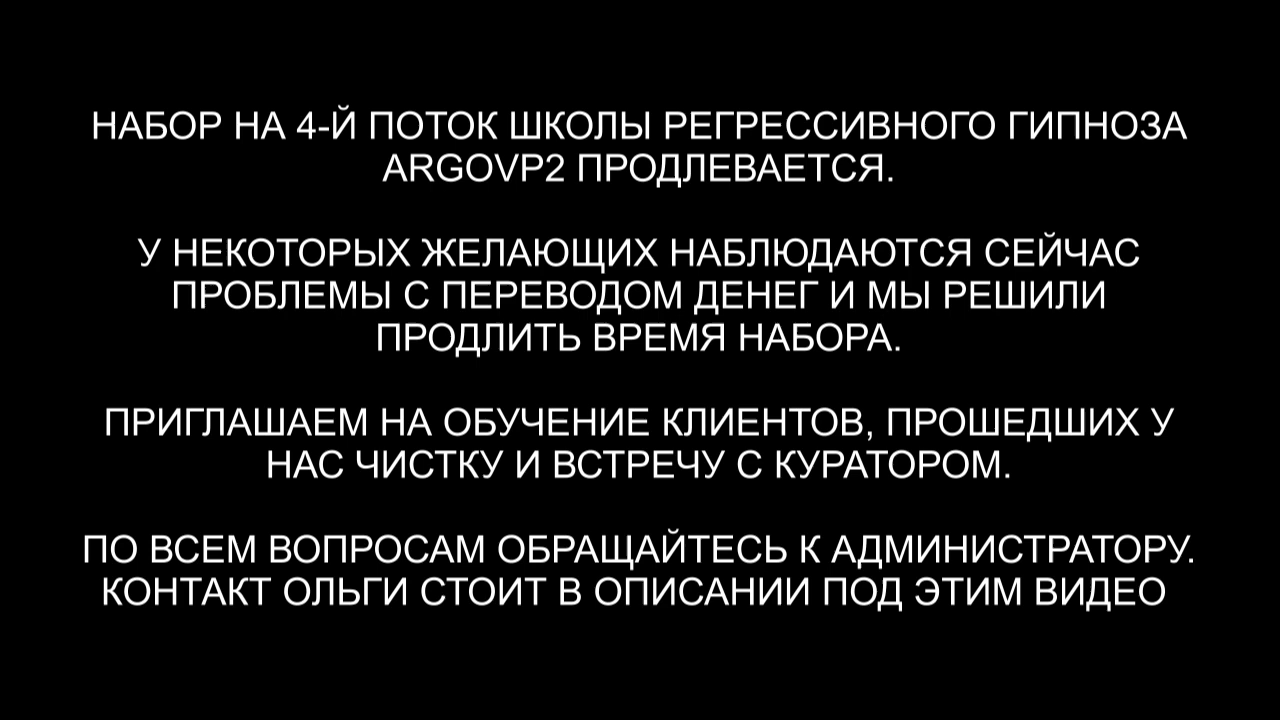 НАБОР НА 4-Й ПОТОК ШКОЛЫ РЕГРЕССИВНОГО ГИПНОЗА
ARGOVP2 ПРОДЛЕВАЕТСЯ.
У НЕКОТОРЫХ ЖЕЛАЮЩИХ НАБЛЮДАЮТСЯ СЕЙЧАС
ПРОБЛЕМЫ С ПЕРЕВОДОМ ДЕНЕГ И МЫ РЕШИЛИ
ПРОДЛИТЬ ВРЕМЯ НАБОРА.
ПРИГЛАШАЕМ НА ОБУЧЕНИЕ КЛИЕНТОВ, ПРОШЕДШИХ У
НАС ЧИСТКУ И ВСТРЕЧУ С КУРАТОРОМ.
ПО ВСЕМ ВОПРОСАМ ОБРАЩАЙТЕСЬ К АДМИНИСТРАТОРУ.
КОНТАКТ ОЛЬГИ СТОИТ В ОПИСАНИИ ПОД ЭТИМ ВИДЕО